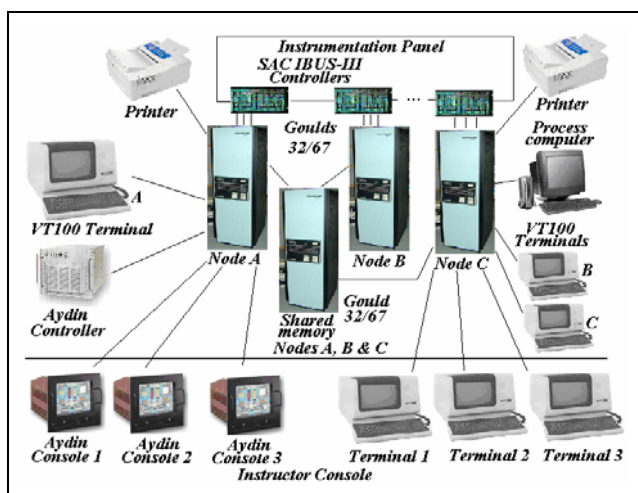 Instrumentation Panel
SAC IBUS-III
Controllers
Printer
...
Printer
Goulds
32/67
Process
computer
A
VT100 Terminal
Node A
Node B
Node C
VT100
Terminals
B
C
Aydin
Controller
Gould
32/67
Shared
memory
Nodes A, B & C
Aydin
Console 1
Aydin
Console 2
Aydin
Console 3
Terminal 1
Terminal 2
Terminal 3
Instructor Console